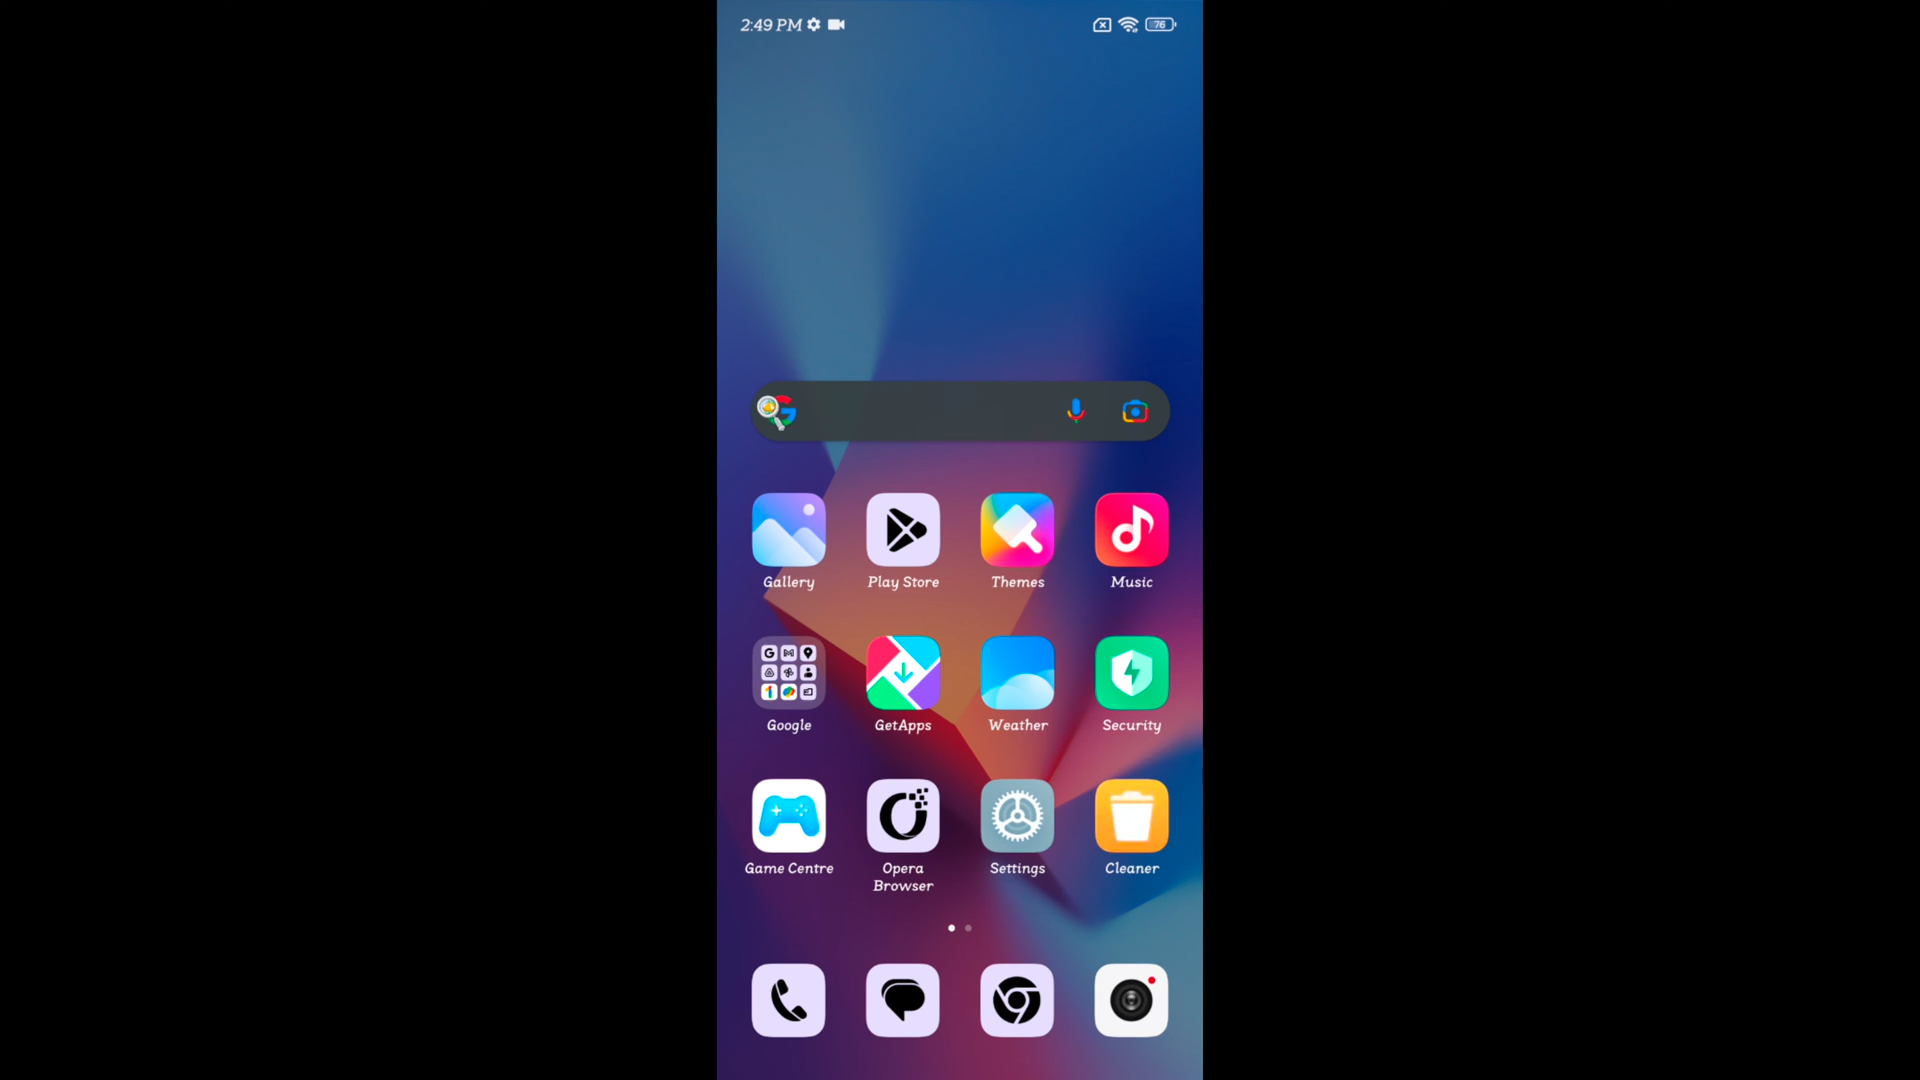 2:49 PM 76
Gallery Play Store Themes Music
Google GetApps Weather Security
Game Centre Opera Browser Settings Cleaner